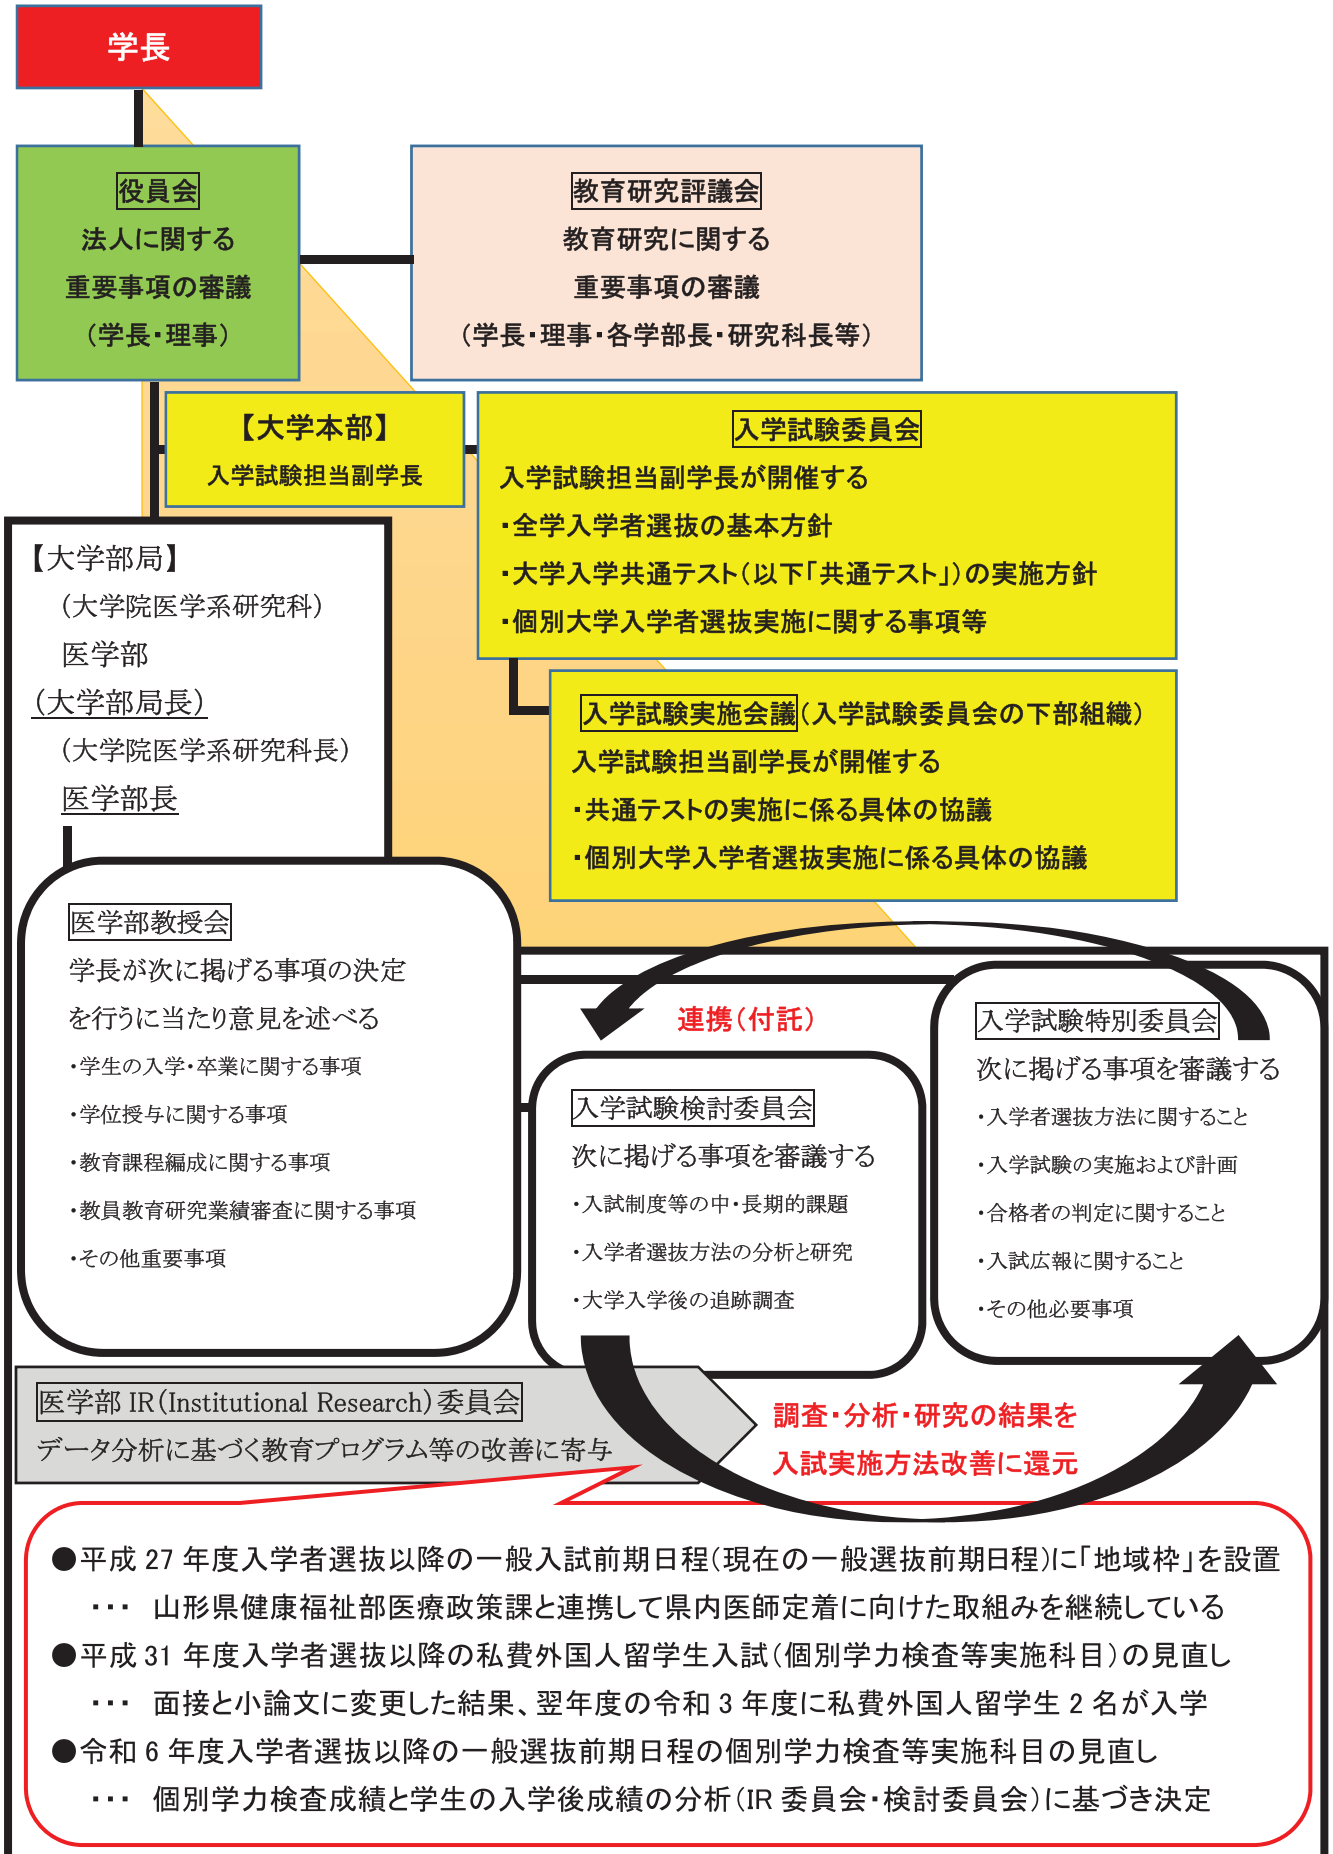 学長
役員会
法人に関する
重要事項の審議
（学長・理事）
教育研究評議会
教育研究に関する
重要事項の審議
（学長・理事・各学部長・研究科長等）
【大学本部】
入学試験担当副学長
入学試験委員会
入学試験担当副学長が開催する
・全学入学者選抜の基本方針
・大学入学共通テスト（以下「共通テスト」）の実施方針
・個別大学入学者選抜実施に関する事項等
入学試験実施会議（入学試験委員会の下部組織）
入学試験担当副学長が開催する
・共通テストの実施に係る具体の協議
・個別大学入学者選抜実施に係る具体の協議
【大学部局】
（大学院医学系研究科）
医学部
（大学部局長）
（大学院医学系研究科長）
医学部長
医学部教授会
学長が次に掲げる事項の決定
を行うに当たり意見を述べる
・学生の入学・卒業に関する事項
・学位授与に関する事項
・教育課程編成に関する事項
・教員教育研究業績審査に関する事項
・その他重要事項
連携（付託）
入学試験検討委員会
次に掲げる事項を審議する
・入試制度等の中・長期的課題
・入学者選抜方法の分析と研究
・大学入学後の追跡調査
入学試験特別委員会
次に掲げる事項を審議する
・入学者選抜方法に関すること
・入学試験の実施および計画
・合格者の判定に関すること
・入試広報に関すること
・その他必要事項
医学部 IR（Institutional Research）委員会
データ分析に基づく教育プログラム等の改善に寄与
調査・分析・研究の結果を
入試実施方法改善に還元
●平成 27 年度入学者選抜以降の一般入試前期日程（現在の一般選抜前期日程）に「地域枠」を設置
・・・ 山形県健康福祉部医療政策課と連携して県内医師定着に向けた取組みを継続している
●平成 31 年度入学者選抜以降の私費外国人留学生入試（個別学力検査等実施科目）の見直し
・・・ 面接と小論文に変更した結果、翌年度の令和 3 年度に私費外国人留学生 2 名が入学
●令和 6 年度入学者選抜以降の一般選抜前期日程の個別学力検査等実施科目の見直し
・・・ 個別学力検査成績と学生の入学後成績の分析（IR 委員会・検討委員会）に基づき決定